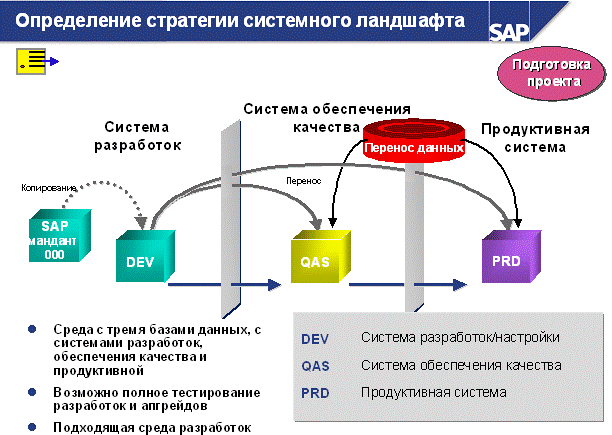 Определение стратегии системного ландшафта
SAP
Подготовка
проекта
Система обеспечения
качества
Система
разработок
Перенос данных
Продуктивная
система
Копирование
Перенос
SAP
мандант
000
DEV
QAS
PRD
Среда с тремя базами данных, с
системами разработок,
обеспечения качества и
продуктивной
Возможно полное тестирование
разработок и апгрейдов
Подходящая среда разработок
DEV Система разработок/настройки
QAS Система обеспечения качества
PRD Продуктивная система